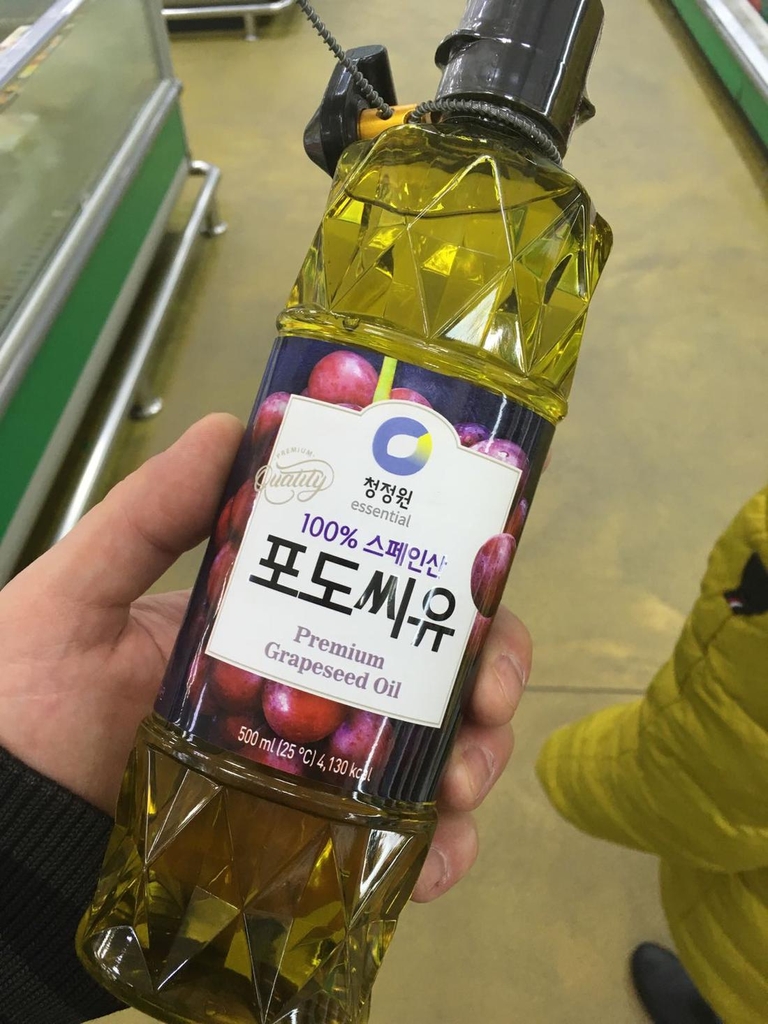 PREMIUM
Quality
청정원
essential
100% 스페인산
포도씨유
Premium
Grapeseed Oil
500 ml (25 °C) 4,130 kcal